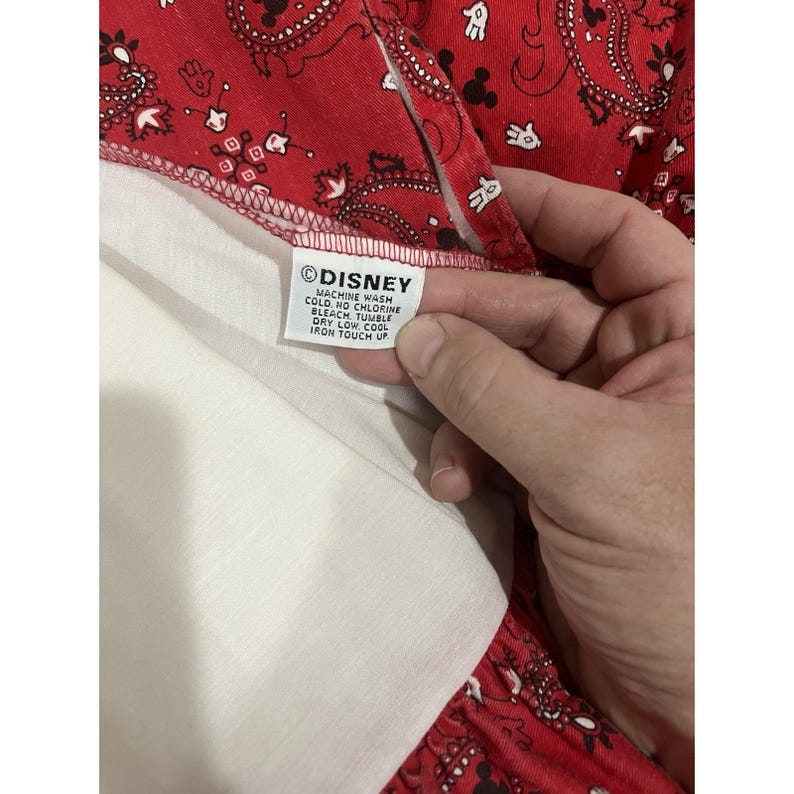 ©DISNEY
MACHINE WASH
COLD. NO CHLORINE
BLEACH. TUMBLE
DRY LOW. COOL
IRON TOUCH UP.